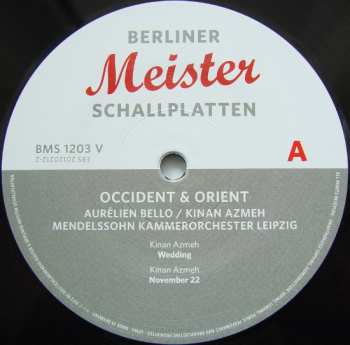 BERLINER
Meister
SCHALLPLATTEN
BMS 1203 V
A
OCCIDENT & ORIENT
AURÉLIEN BELLO / KINAN AZMEH
MENDELSSOHN KAMMERORCHESTER LEIPZIG
Kinan Azmeh
Wedding
Kinan Azmeh
November 22